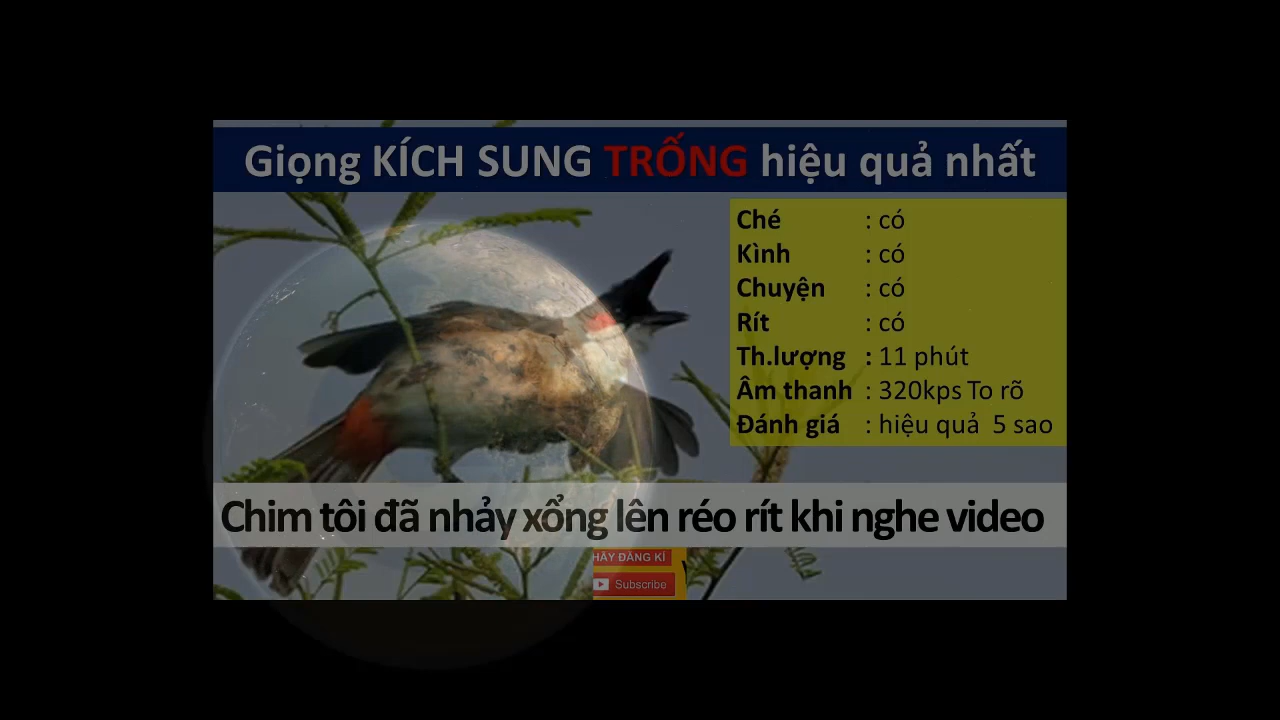 Giọng KÍCH SUNG TRỐNG hiệu quả nhất
Ché : có
Kình : có
Chuyện : có
Rít : có
Th.lượng : 11 phút
Âm thanh : 320kps To rõ
Đánh giá : hiệu quả 5 sao
Chim tôi đã nhảy xổng lên réo rít khi nghe video
HÃY ĐĂNG KÍ
Subscribe